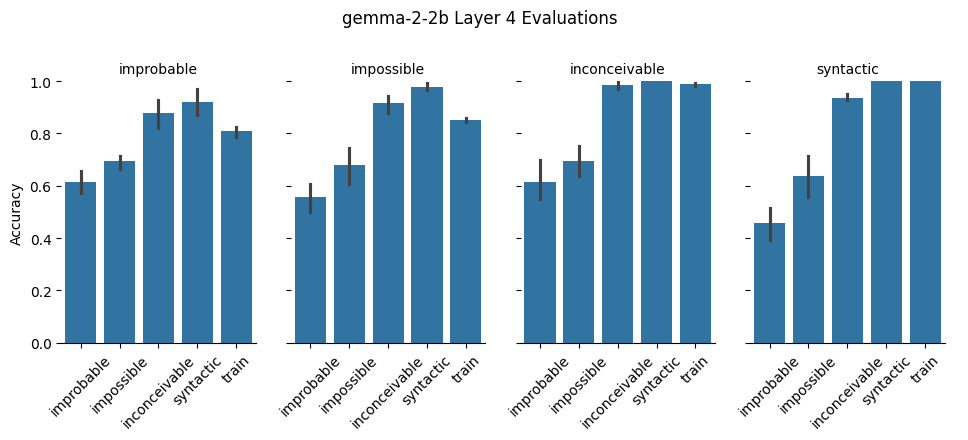 gemma-2-2b Layer 4 Evaluations
improbable
impossible
inconceivable
syntactic
Accuracy
1.0
0.8
0.6
0.4
0.2
0.0
improbable
impossible
inconceivable
syntactic
train
improbable
impossible
inconceivable
syntactic
train
improbable
impossible
inconceivable
syntactic
train
improbable
impossible
inconceivable
syntactic
train